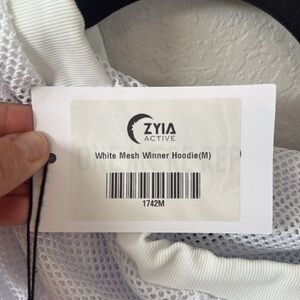 ZYIA
ACTIVE
White Mesh Winner Hoodie(M)
1742M